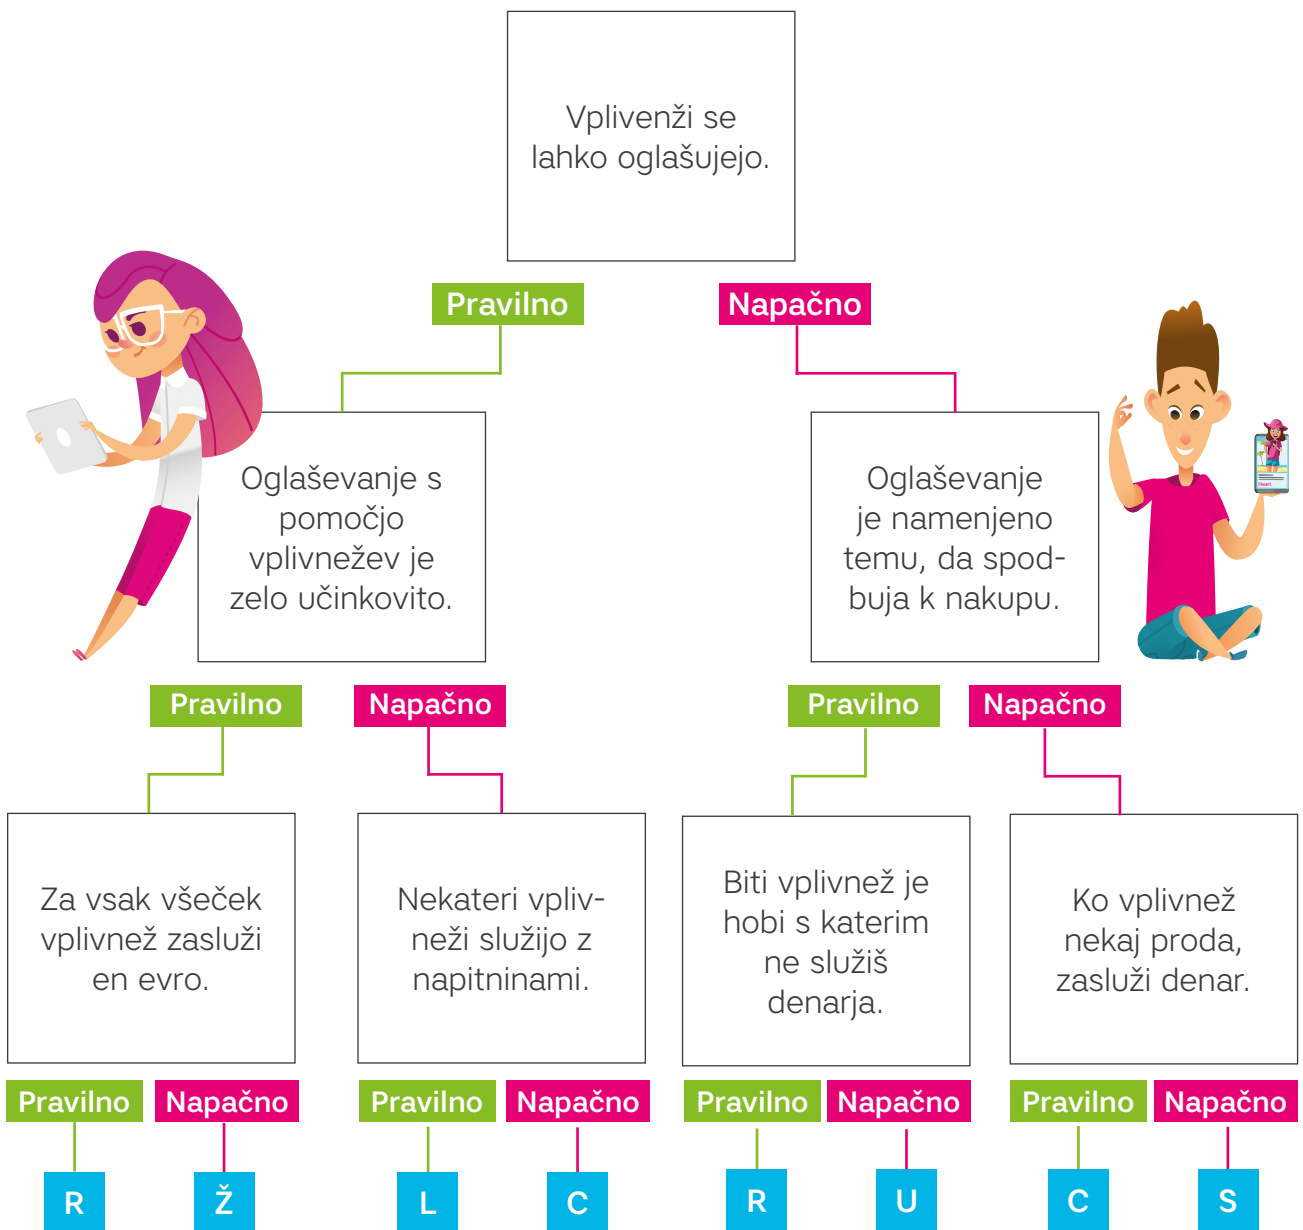 Vplivenži se
lahko oglašujejo.
Pravilno
Napačno
Oglaševanje s
pomočjo
vplivnežev je
zelo učinkovito.
Oglaševanje
je namenjeno
temu, da spod-
buja k nakupu.
Heart
Pravilno
Napačno
Pravilno
Napačno
Za vsak všeček
vplivnež zasluži
en evro.
Nekateri vpliv-
neži služijo z
napitninami.
Biti vplivnež je
hobi s katerim
ne služiš
denarja.
Ko vplivnež
nekaj proda,
zasluži denar.
Pravilno
Napačno
Pravilno
Napačno
Pravilno
Napačno
Pravilno
Napačno
R
Ž
L
C
R
U
C
S